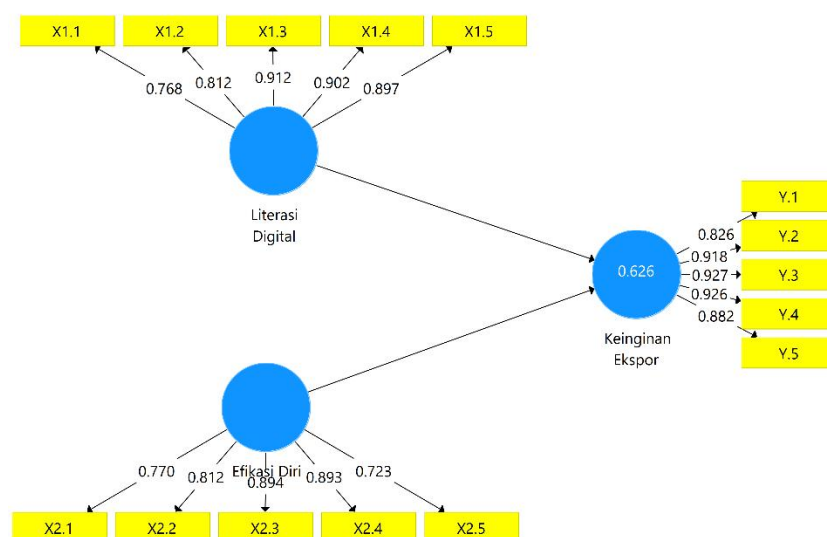 X1.1
X1.2
X1.3
X1.4
X1.5
0.768
0.812
0.912
0.902
0.897
Literasi
Digital
Y.1
Y.2
Y.3
Y.4
Y.5
0.826
0.918
0.927
0.926
0.882
0.626
Keinginan
Ekspor
Efikasi Diri
0.770
0.812
0.894
0.893
0.723
X2.1
X2.2
X2.3
X2.4
X2.5